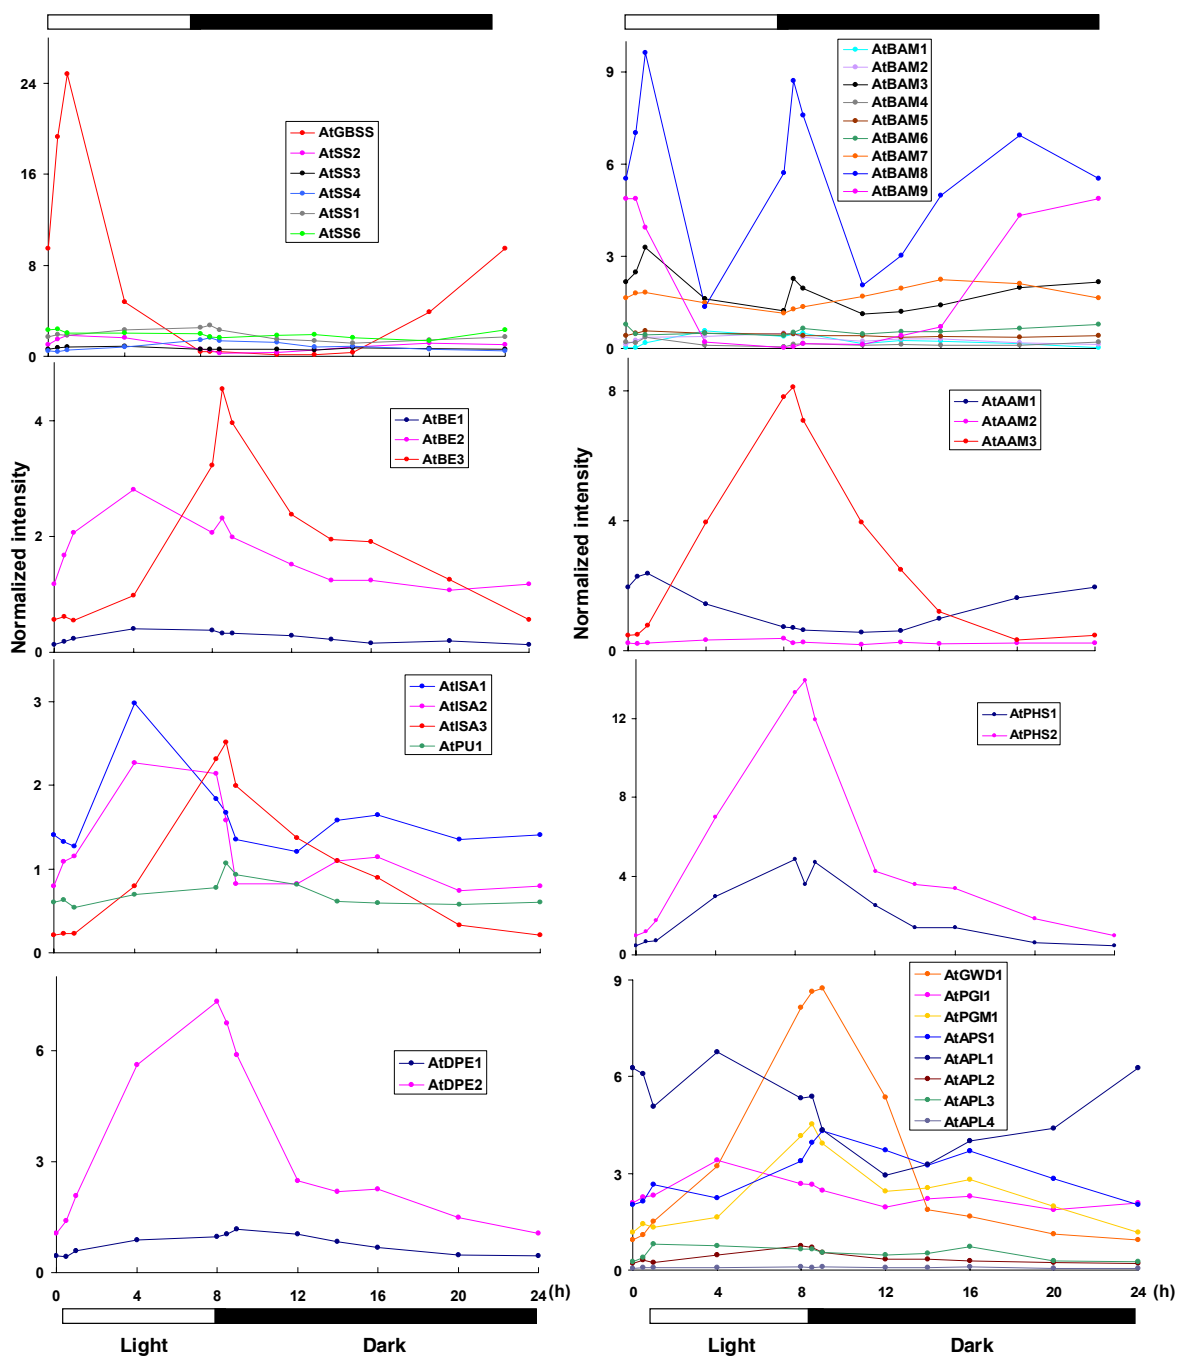 24
16
8
0
AtGBSS
AtSS2
AtSS3
AtSS4
AtSS1
AtSS6
9
6
3
0
AtBAM1
AtBAM2
AtBAM3
AtBAM4
AtBAM5
AtBAM6
AtBAM7
AtBAM8
AtBAM9
Normalized intensity
4
2
0
AtBE1
AtBE2
AtBE3
Normalized intensity
8
4
0
AtAAM1
AtAAM2
AtAAM3
3
2
1
0
AtISA1
AtISA2
AtISA3
AtPU1
12
8
4
0
AtPHS1
AtPHS2
6
3
0
AtDPE1
AtDPE2
0 4 8 12 16 20 24 (h)
Light Dark
9
6
3
0
AtGWD1
AtPGI1
AtPGM1
AtAPS1
AtAPL1
AtAPL2
AtAPL3
AtAPL4
0 4 8 12 16 20 24 (h)
Light Dark